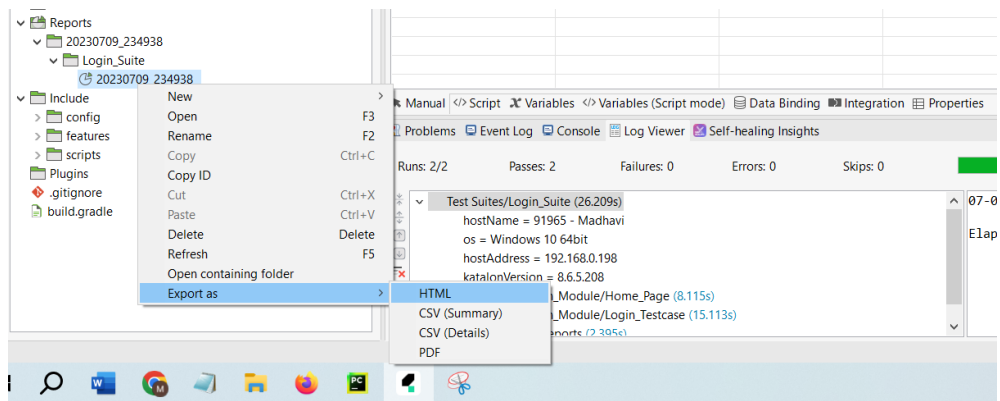 Reports
20230709_234938
Login_Suite
20230709_234938
Include
config
features
scripts
Plugins
.gitignore
build.gradle
New
Open F3
Rename F2
Copy Ctrl+C
Copy ID
Cut Ctrl+X
Paste Ctrl+V
Delete Delete
Refresh F5
Open containing folder
Export as
HTML
CSV (Summary)
CSV (Details)
PDF
Manual </> Script Variables </> Variables (Script mode) Data Binding Integration Properties
Problems Event Log Console Log Viewer Self-healing Insights
Runs: 2/2 Passes: 2 Failures: 0 Errors: 0 Skips: 0
Test Suites/Login_Suite (26.209s)
hostName = 91965 - Madhavi
os = Windows 10 64bit
hostAddress = 192.168.0.198
katalonVersion = 8.6.5.208
_Module/Home_Page (8.115s)
_Module/Login_Testcase (15.113s)
ports (2.395s)
07-0
Elap
W
M
PC